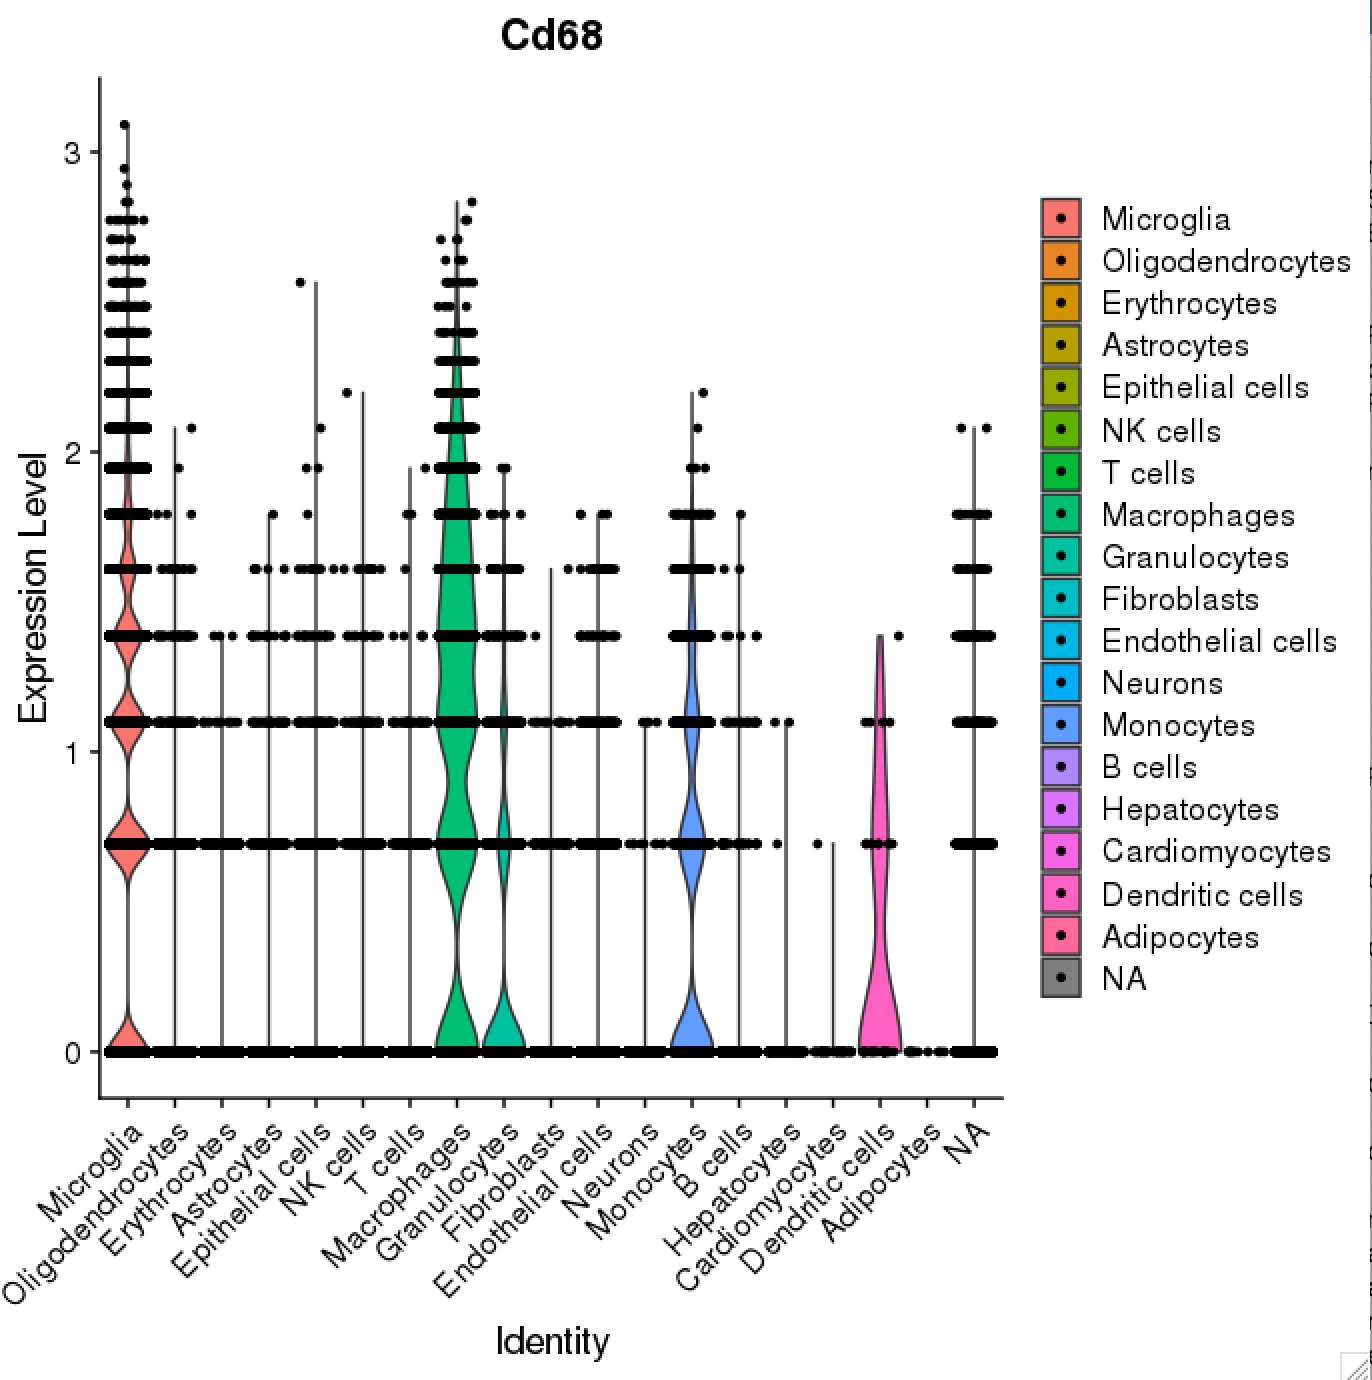 Cd68
3
2
1
0
Expression Level
Microglia
Oligodendrocytes
Erythrocytes
Astrocytes
Epithelial cells
NK cells
T cells
Macrophages
Granulocytes
Fibroblasts
Endothelial cells
Neurons
Monocytes
B cells
Hepatocytes
Cardiomyocytes
Dendritic cells
Adipocytes
NA
Identity
Microglia
Oligodendrocytes
Erythrocytes
Astrocytes
Epithelial cells
NK cells
T cells
Macrophages
Granulocytes
Fibroblasts
Endothelial cells
Neurons
Monocytes
B cells
Hepatocytes
Cardiomyocytes
Dendritic cells
Adipocytes
NA